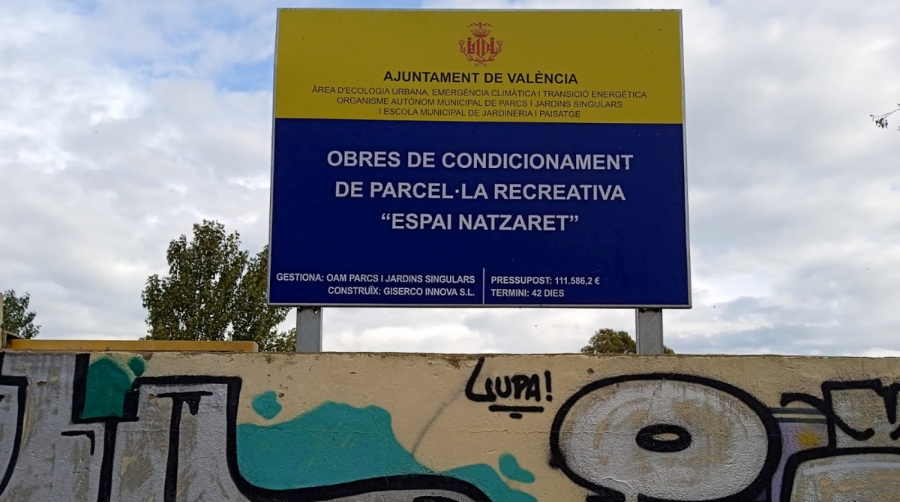 AJUNTAMENT DE VALÈNCIA
ÀREA D'ECOLOGIA URBANA, EMERGÈNCIA CLIMÀTICA I TRANSICIÓ ENERGÈTICA
ORGANISME AUTÒNOM MUNICIPAL DE PARCS I JARDINS SINGULARS
I ESCOLA MUNICIPAL DE JARDINERIA I PAISATGE
OBRES DE CONDICIONAMENT
DE PARCEL·LA RECREATIVA
“ESPAI NATZARET”
GESTIONA: OAM PARCS I JARDINS SINGULARS
CONSTRUÏX: GISERCO INNOVA S.L.
PRESSUPOST: 111.586,2 €
TERMINI: 42 DIES